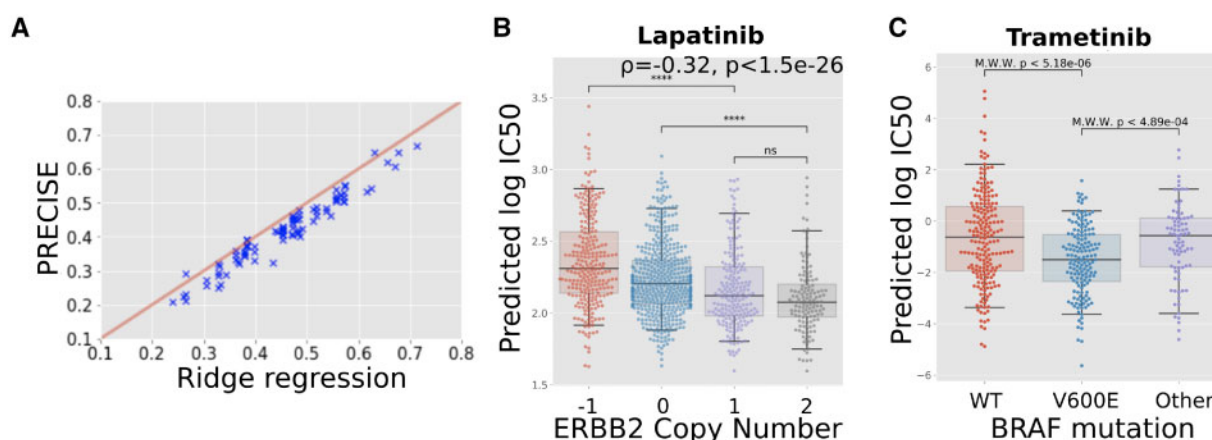 A
PRECISE
0.8
0.7
0.6
0.5
0.4
0.3
0.2
0.1
0.1 0.2 0.3 0.4 0.5 0.6 0.7 0.8
Ridge regression
B
Lapatinib
ρ=-0.32, p<1.5e-26
****
****
ns
Predicted log IC50
3.5
3.0
2.5
2.0
1.5
-1 0 1 2
ERBB2 Copy Number
C
Trametinib
M.W.W. p < 5.18e-06
M.W.W. p < 4.89e-04
Predicted log IC50
6
4
2
0
−2
−4
−6
WT V600E Other
BRAF mutation